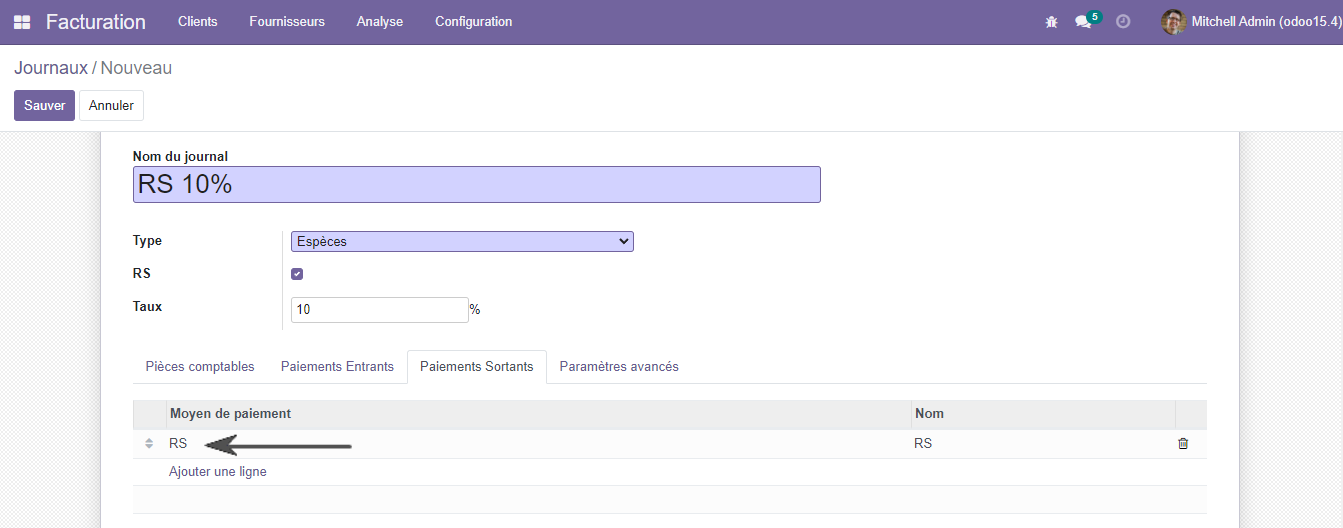 Facturation Clients Fournisseurs Analyse Configuration 5 Mitchell Admin (odoo15.4)
Journaux / Nouveau
Sauver Annuler
Nom du journal
RS 10%
Type Espèces
RS
Taux 10 %
Pièces comptables Paiements Entrants Paiements Sortants Paramètres avancés
Moyen de paiement Nom
RS RS
Ajouter une ligne